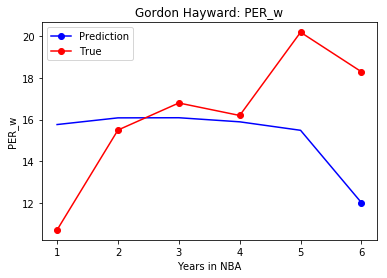 Gordon Hayward: PER_w
Prediction
True
PER_w
20
18
16
14
12
1 2 3 4 5 6
Years in NBA